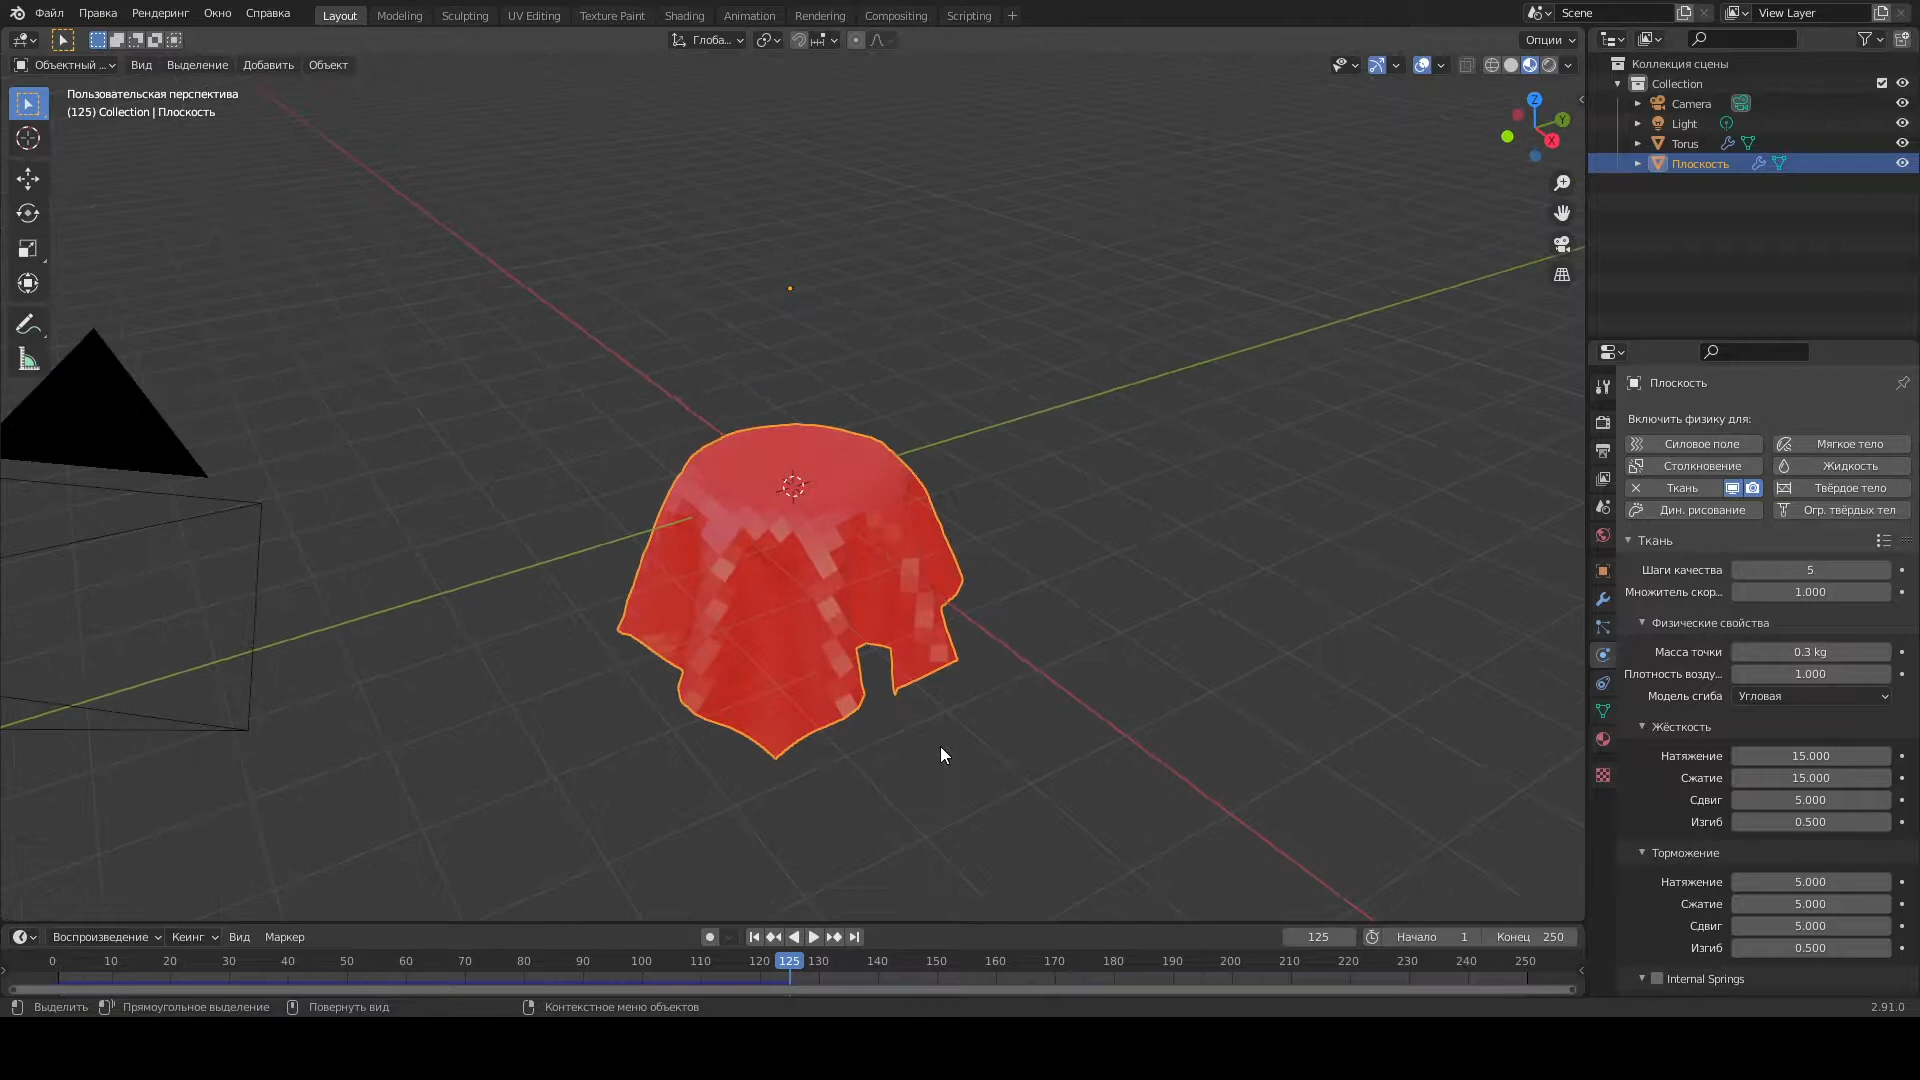 Файл Правка Рендеринг Окно Справка Layout Modeling Sculpting UV Editing Texture Paint Shading Animation Rendering Compositing Scripting + Scene View Layer
Глоба... Опции
Объектный ... Вид Выделение Добавить Объект
Пользовательская перспектива
(125) Collection | Плоскость
Z
Y
X
Коллекция сцены
Collection
Camera
Light
Torus
Плоскость
Плоскость
Включить физику для:
Силовое поле Мягкое тело
Столкновение Жидкость
Ткань Твёрдое тело
Дин. рисование Огр. твёрдых тел
Ткань
Шаги качества 5
Множитель скор... 1.000
Физические свойства
Масса точки 0.3 kg
Плотность возду... 1.000
Модель сгиба Угловая
Жёсткость
Натяжение 15.000
Сжатие 15.000
Сдвиг 5.000
Изгиб 0.500
Торможение
Натяжение 5.000
Сжатие 5.000
Сдвиг 5.000
Изгиб 0.500
Internal Springs
Воспроизведение Кеинг Вид Маркер 125 Начало 1 Конец 250
0 10 20 30 40 50 60 70 80 90 100 110 120 125 130 140 150 160 170 180 190 200 210 220 230 240 250
Выделить Прямоугольное выделение Повернуть вид Контекстное меню объектов 2.91.0